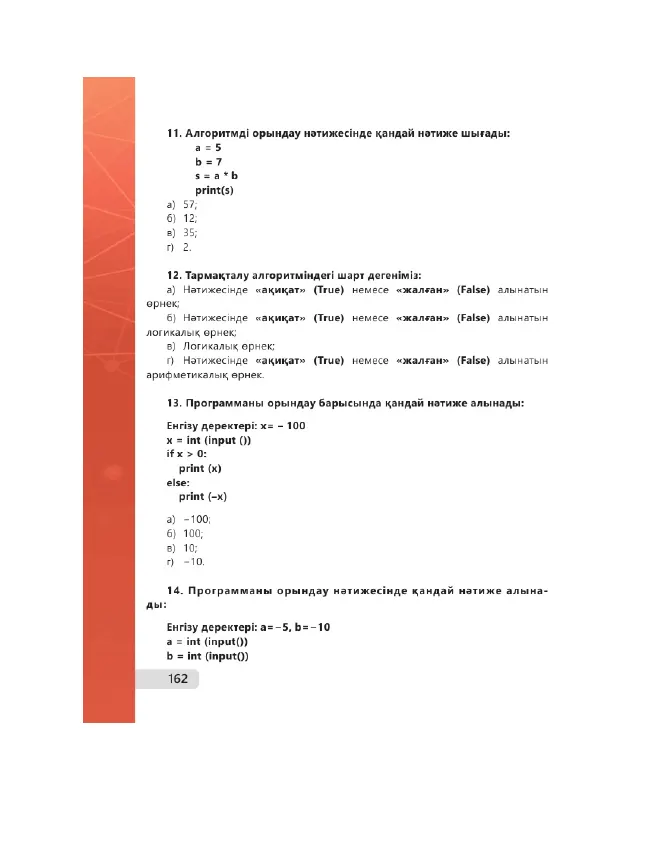 11. Алгоритмді орындау нәтижесінде қандай нәтиже шығады:
a = 5
b = 7
s = a * b
print(s)
а) 57;
б) 12;
в) 35;
г) 2.
12. Тармақталу алгоритміндегі шарт дегеніміз:
а) Нәтижесінде «ақиқат» (True) немесе «жалған» (False) алынатын
өрнек;
б) Нәтижесінде «ақиқат» (True) немесе «жалған» (False) алынатын
логикалық өрнек;
в) Логикалық өрнек;
г) Нәтижесінде «ақиқат» (True) немесе «жалған» (False) алынатын
арифметикалық өрнек.
13. Программаны орындау барысында қандай нәтиже алынады:
Енгізу деректері: x= – 100
x = int (input ())
if x > 0:
print (x)
else:
print (–x)
а) –100;
б) 100;
в) 10;
г) –10.
14. Программаны орындау нәтижесінде қандай нәтиже алына-
ды:
Енгізу деректері: a=–5, b=–10
a = int (input())
b = int (input())
162